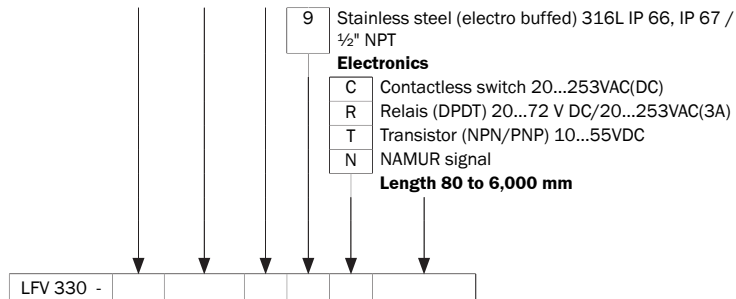 9 Stainless steel (electro buffed) 316L IP 66, IP 67 /
½" NPT
Electronics
C Contactless switch 20...253VAC(DC)
R Relais (DPDT) 20...72 V DC/20...253VAC(3A)
T Transistor (NPN/PNP) 10...55VDC
N NAMUR signal
Length 80 to 6,000 mm
LFV 330 -